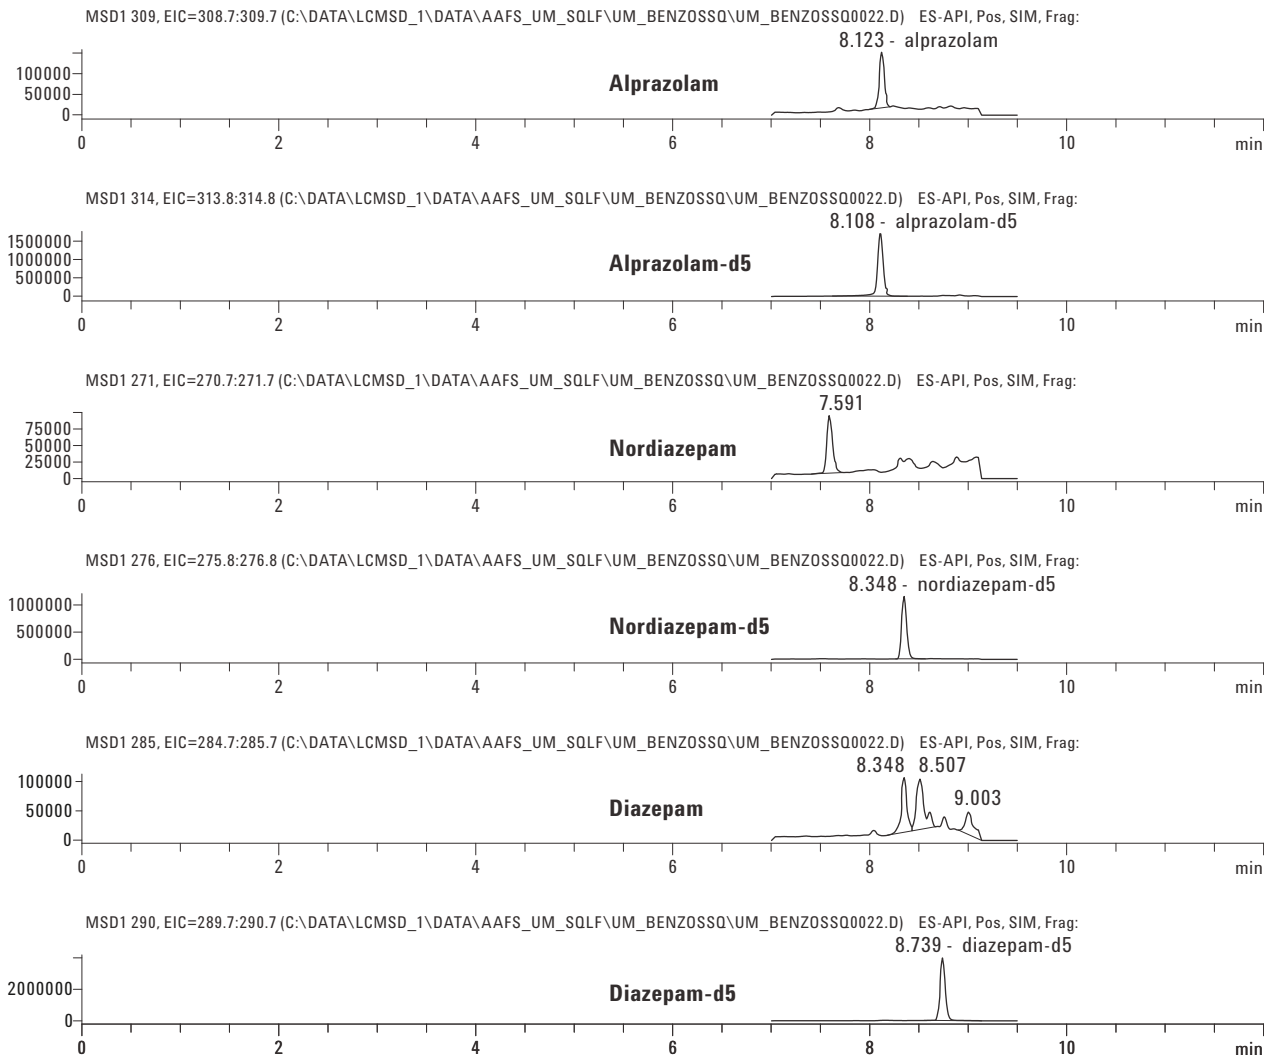 MSD1 309, EIC=308.7:309.7 (C:\DATA\LCMSD_1\DATA\AAFS_UM_SQLF\UM_BENZOSSQ\UM_BENZOSSQ0022.D) ES-API, Pos, SIM, Frag:
8.123 - alprazolam
Alprazolam
100000
50000
0
0 2 4 6 8 10 min
MSD1 314, EIC=313.8:314.8 (C:\DATA\LCMSD_1\DATA\AAFS_UM_SQLF\UM_BENZOSSQ\UM_BENZOSSQ0022.D) ES-API, Pos, SIM, Frag:
8.108 - alprazolam-d5
Alprazolam-d5
1500000
1000000
500000
0
0 2 4 6 8 10 min
MSD1 271, EIC=270.7:271.7 (C:\DATA\LCMSD_1\DATA\AAFS_UM_SQLF\UM_BENZOSSQ\UM_BENZOSSQ0022.D) ES-API, Pos, SIM, Frag:
7.591
Nordiazepam
75000
50000
25000
0
0 2 4 6 8 10 min
MSD1 276, EIC=275.8:276.8 (C:\DATA\LCMSD_1\DATA\AAFS_UM_SQLF\UM_BENZOSSQ\UM_BENZOSSQ0022.D) ES-API, Pos, SIM, Frag:
8.348 - nordiazepam-d5
Nordiazepam-d5
1000000
500000
0
0 2 4 6 8 10 min
MSD1 285, EIC=284.7:285.7 (C:\DATA\LCMSD_1\DATA\AAFS_UM_SQLF\UM_BENZOSSQ\UM_BENZOSSQ0022.D) ES-API, Pos, SIM, Frag:
8.348 8.507
9.003
Diazepam
100000
50000
0
0 2 4 6 8 10 min
MSD1 290, EIC=289.7:290.7 (C:\DATA\LCMSD_1\DATA\AAFS_UM_SQLF\UM_BENZOSSQ\UM_BENZOSSQ0022.D) ES-API, Pos, SIM, Frag:
8.739 - diazepam-d5
Diazepam-d5
2000000
0
0 2 4 6 8 10 min